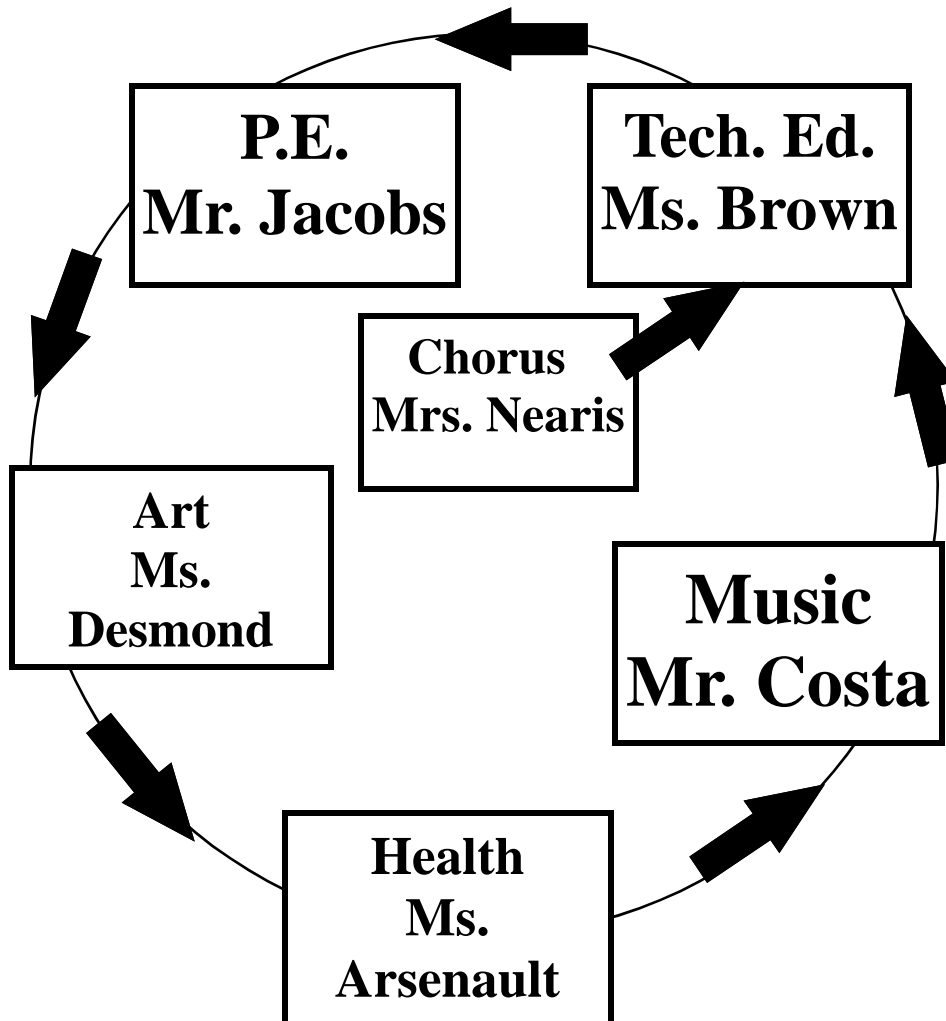 P.E.
Mr. Jacobs
Tech. Ed.
Ms. Brown
Chorus
Mrs. Nearis
Art
Ms.
Desmond
Music
Mr. Costa
Health
Ms.
Arsenault